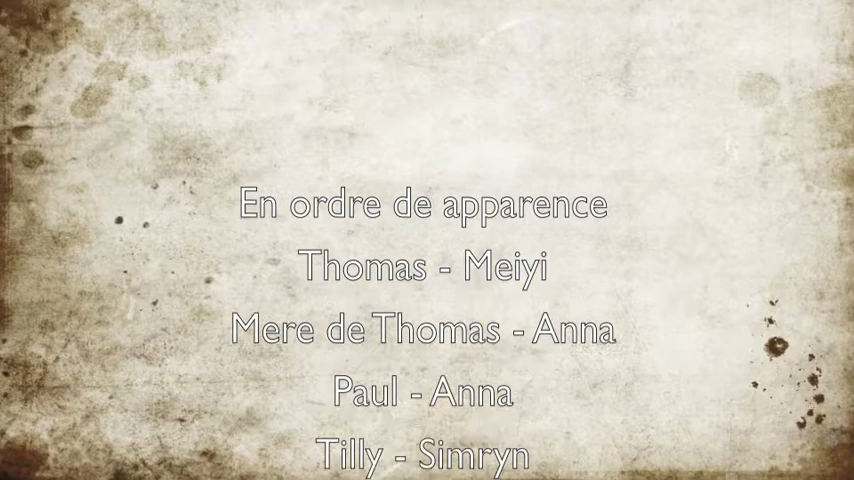 En ordre de apparence
Thomas - Meiyi
Mere de Thomas - Anna
Paul - Anna
Tilly - Simryn